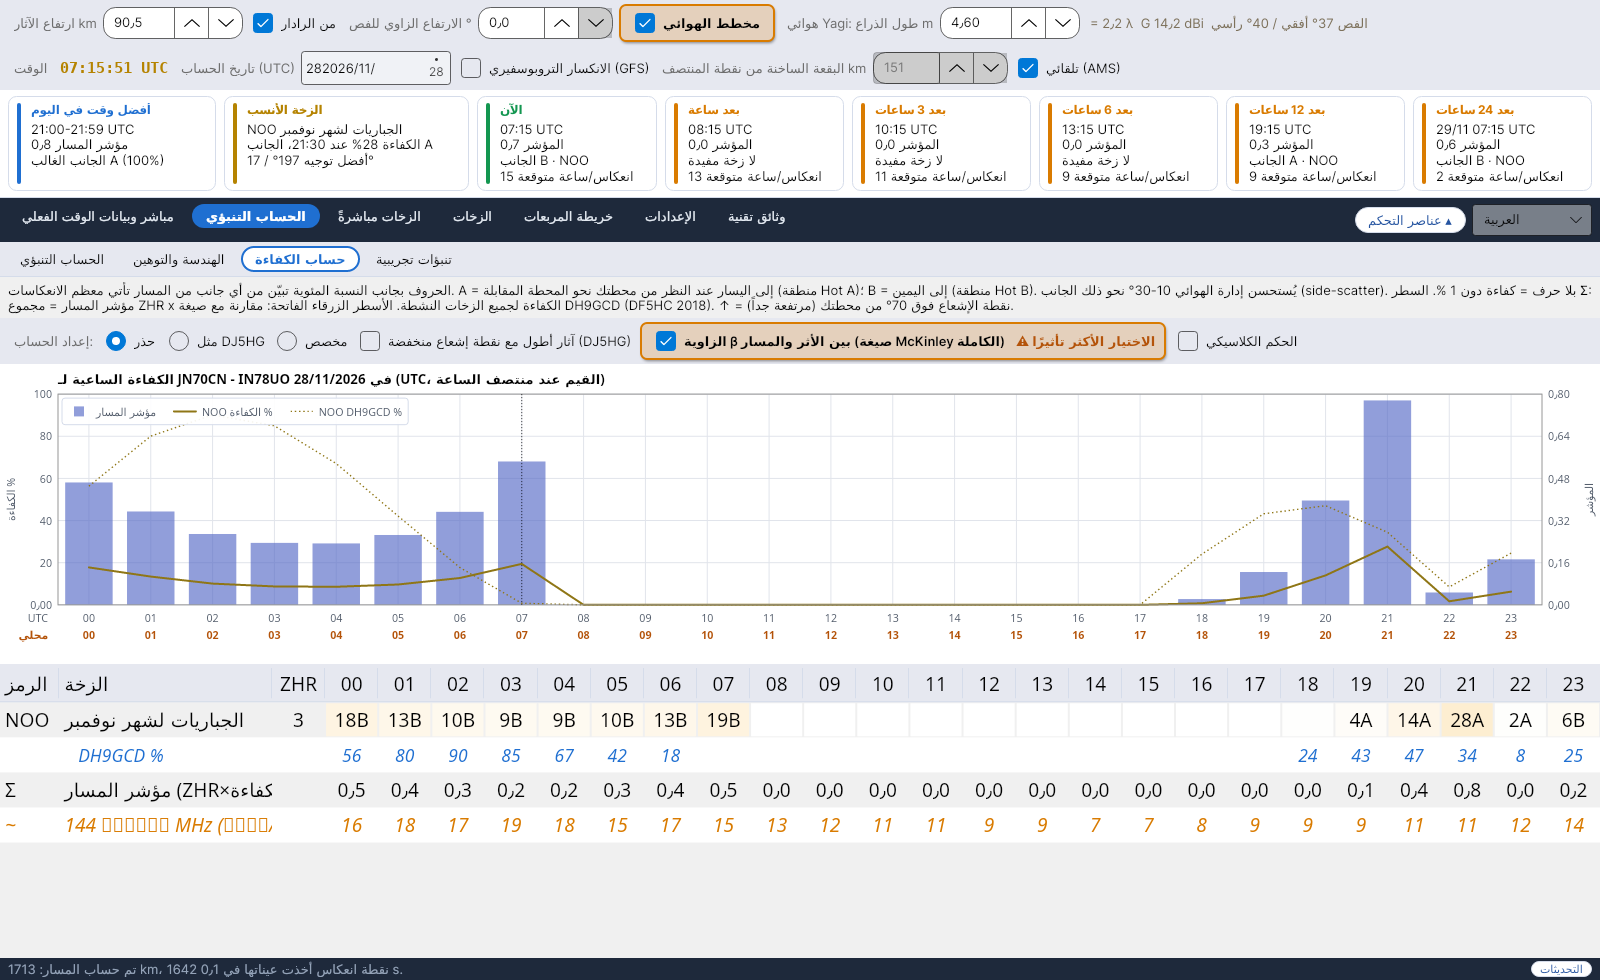 ارتفاع الآثار km 90٫5 من الرادار الارتفاع الزاوي للفص ° 0٫0 مخطط الهوائي هوائي Yagi: طول الذراع m 4٫60 = 2٫2 λ G 14٫2 dBi الفص 37° أفقي / 40° رأسي
الوقت 07:15:51 UTC تاريخ الحساب (UTC) 282026/11/ 28 الانكسار التروبوسفيري (GFS) البقعة الساخنة من نقطة المنتصف km 151 تلقائي (AMS)
أفضل وقت في اليوم
21:00-21:59 UTC
مؤشر المسار 0٫8
الجانب الغالب A (100%)
الزخة الأنسب
NOO الجباريات لشهر نوفمبر
الكفاءة 28% عند 21:30، الجانب A
أفضل توجيه 197° / 17°
الآن
07:15 UTC
المؤشر 0٫7
الجانب B · NOO
انعكاس/ساعة متوقعة 15
بعد ساعة
08:15 UTC
المؤشر 0٫0
لا زخة مفيدة
انعكاس/ساعة متوقعة 13
بعد 3 ساعات
10:15 UTC
المؤشر 0٫0
لا زخة مفيدة
انعكاس/ساعة متوقعة 11
بعد 6 ساعات
13:15 UTC
المؤشر 0٫0
لا زخة مفيدة
انعكاس/ساعة متوقعة 9
بعد 12 ساعات
19:15 UTC
المؤشر 0٫3
الجانب A · NOO
انعكاس/ساعة متوقعة 9
بعد 24 ساعات
29/11 07:15 UTC
المؤشر 0٫6
الجانب B · NOO
انعكاس/ساعة متوقعة 2
مباشر وبيانات الوقت الفعلي الحساب التنبؤي الزخات مباشرةً الزخات خريطة المربعات الإعدادات وثائق تقنية عناصر التحكم ▴ العربية
الحساب التنبؤي الهندسة والتوهين حساب الكفاءة تنبؤات تجريبية
الحروف بجانب النسبة المئوية تبيّن من أي جانب من المسار تأتي معظم الانعكاسات. A = إلى اليسار عند النظر من محطتك نحو المحطة المقابلة (منطقة Hot A)؛ B = إلى اليمين (منطقة Hot B). يُستحسن إدارة الهوائي 10-30° نحو ذلك الجانب (side-scatter). بلا حرف = كفاءة دون 1 %. السطر Σ:
مؤشر المسار = مجموع ZHR x الكفاءة لجميع الزخات النشطة. الأسطر الزرقاء الفاتحة: مقارنة مع صيغة DH9GCD (DF5HC 2018). ↑ = نقطة الإشعاع فوق 70° من محطتك (مرتفعة جداً).
إعداد الحساب: حذر مثل DJ5HG مخصص آثار أطول مع نقطة إشعاع منخفضة (DJ5HG) الزاوية β بين الأثر والمسار (صيغة McKinley الكاملة) ⚠ الاختيار الأكثر تأثيرًا الحكم الكلاسيكي
الكفاءة الساعية لـ JN70CN - IN78UO في 28/11/2026 (UTC، القيم عند منتصف الساعة)
مؤشر المسار NOO الكفاءة % NOO DH9GCD %
100 80 60 40 20 0٫00
الكفاءة %
0٫80 0٫64 0٫48 0٫32 0٫16 0٫00
المؤشر
UTC 00 01 02 03 04 05 06 07 08 09 10 11 12 13 14 15 16 17 18 19 20 21 22 23
محلي 00 01 02 03 04 05 06 07 08 09 10 11 12 13 14 15 16 17 18 19 20 21 22 23
الرمز الزخة ZHR 00 01 02 03 04 05 06 07 08 09 10 11 12 13 14 15 16 17 18 19 20 21 22 23
NOO الجباريات لشهر نوفمبر 3 18B 13B 10B 9B 9B 10B 13B 19B 4A 14A 28A 2A 6B
DH9GCD % 56 80 90 85 67 42 18 24 43 47 34 8 25
Σ مؤشر المسار (ZHR×كفاءة 0٫5 0٫4 0٫3 0٫2 0٫2 0٫3 0٫4 0٫5 0٫0 0٫0 0٫0 0٫0 0٫0 0٫0 0٫0 0٫0 0٫0 0٫0 0٫0 0٫1 0٫4 0٫8 0٫0 0٫2
~ 144 □□□□□□ MHz (□□□□/ 16 18 17 19 18 15 17 15 13 12 11 11 9 9 7 7 8 9 9 9 11 11 12 14
تم حساب المسار: 1713 km، 1642 نقطة انعكاس أخذت عيناتها في 0٫1 s. التحديثات